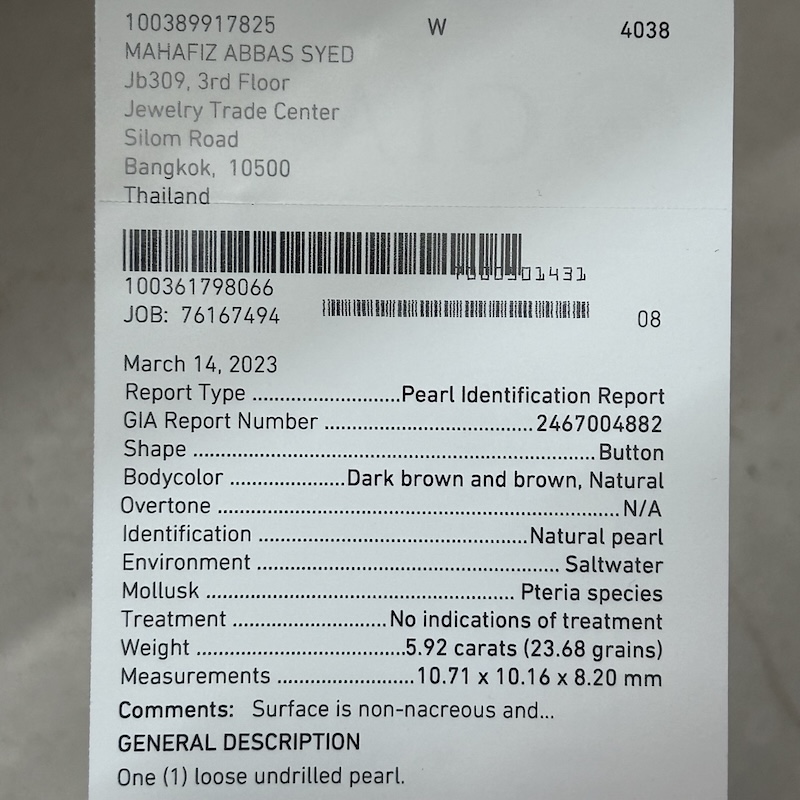 100389917825 W 4038
MAHAFIZ ABBAS SYED
Jb309, 3rd Floor
Jewelry Trade Center
Silom Road
Bangkok, 10500
Thailand
100361798066
JOB: 76167494 08
March 14, 2023
Report Type ..........................Pearl Identification Report
GIA Report Number .....................................2467004882
Shape ........................................................................Button
Bodycolor ....................Dark brown and brown, Natural
Overtone ........................................................................N/A
Identification ................................................Natural pearl
Environment ...................................................... Saltwater
Mollusk ...................................................... Pteria species
Treatment ...........................No indications of treatment
Weight .....................................5.92 carats (23.68 grains)
Measurements .........................10.71 x 10.16 x 8.20 mm
Comments: Surface is non-nacreous and...
GENERAL DESCRIPTION
One (1) loose undrilled pearl.